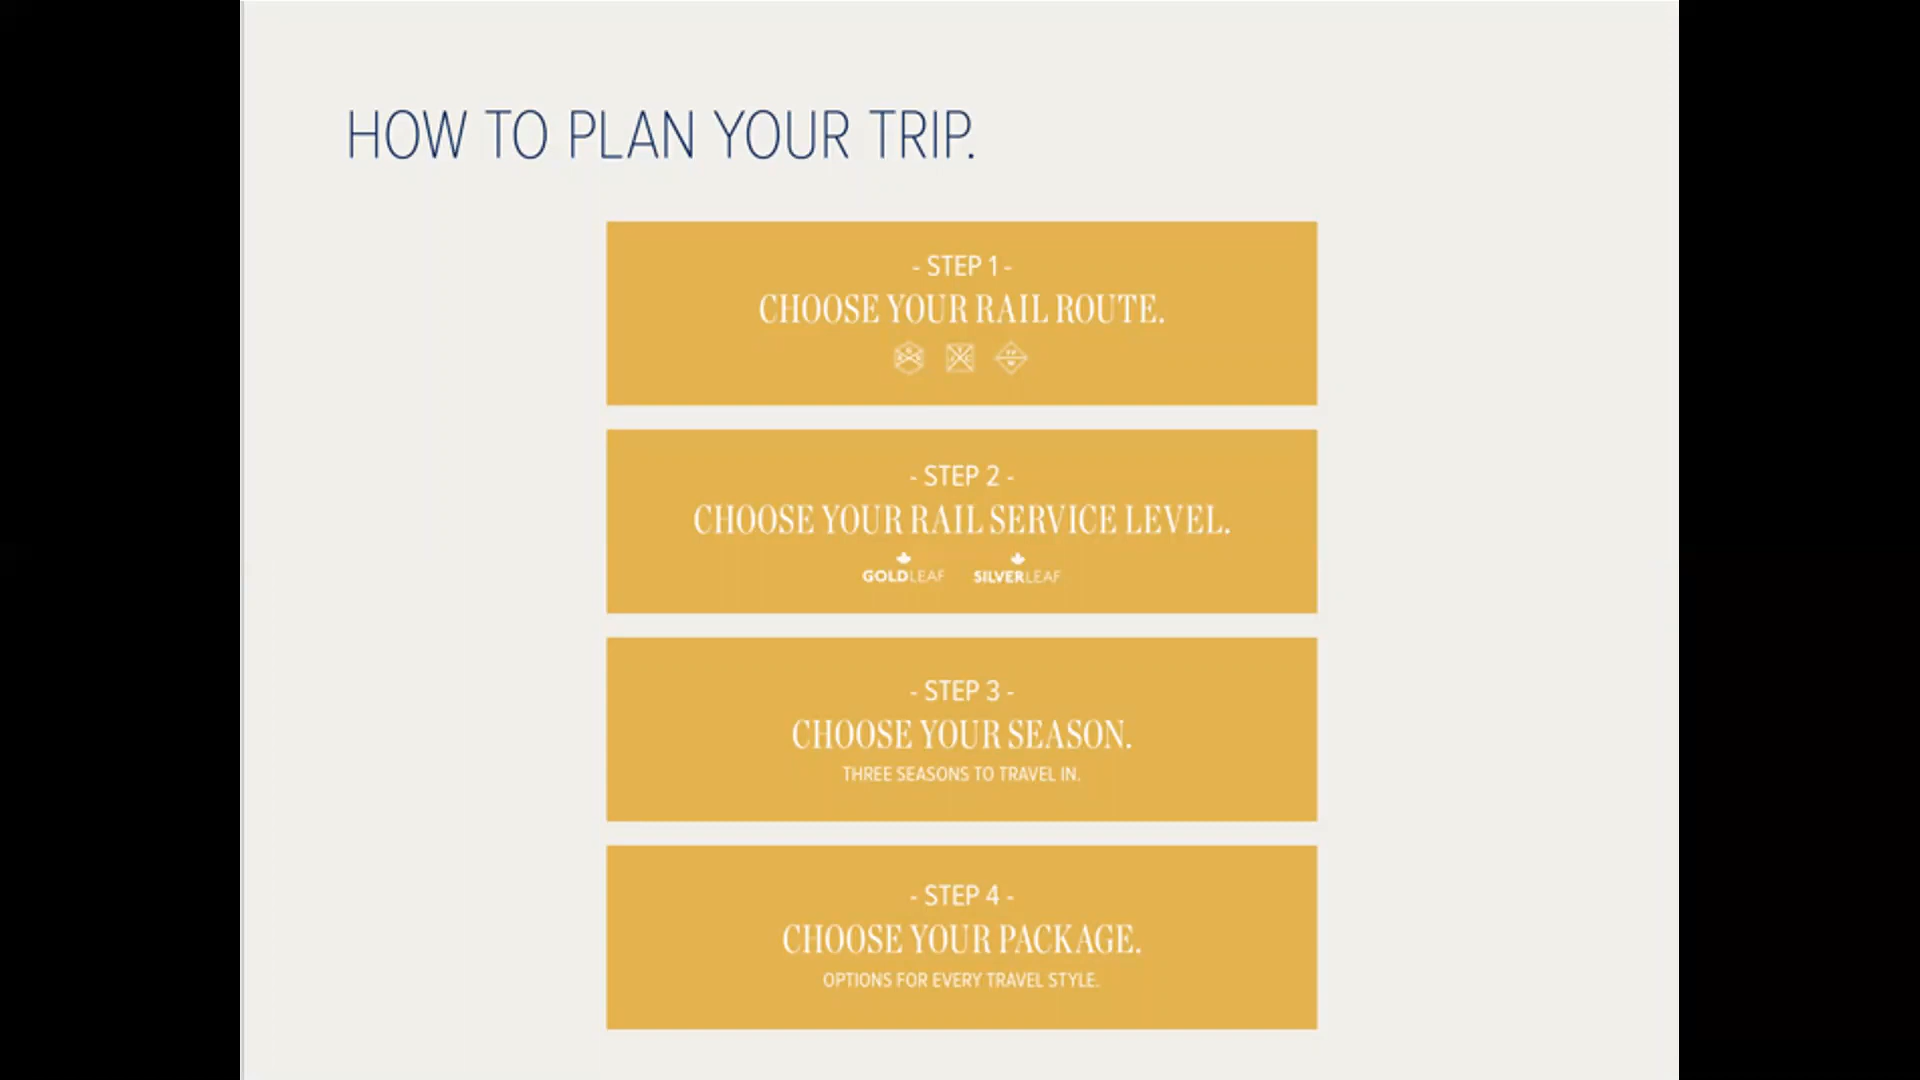 HOW TO PLAN YOUR TRIP.
- STEP 1 -
CHOOSE YOUR RAIL ROUTE.
- STEP 2 -
CHOOSE YOUR RAIL SERVICE LEVEL.
GOLDLEAF SILVERLEAF
- STEP 3 -
CHOOSE YOUR SEASON.
THREE SEASONS TO TRAVEL IN.
- STEP 4 -
CHOOSE YOUR PACKAGE.
OPTIONS FOR EVERY TRAVEL STYLE.